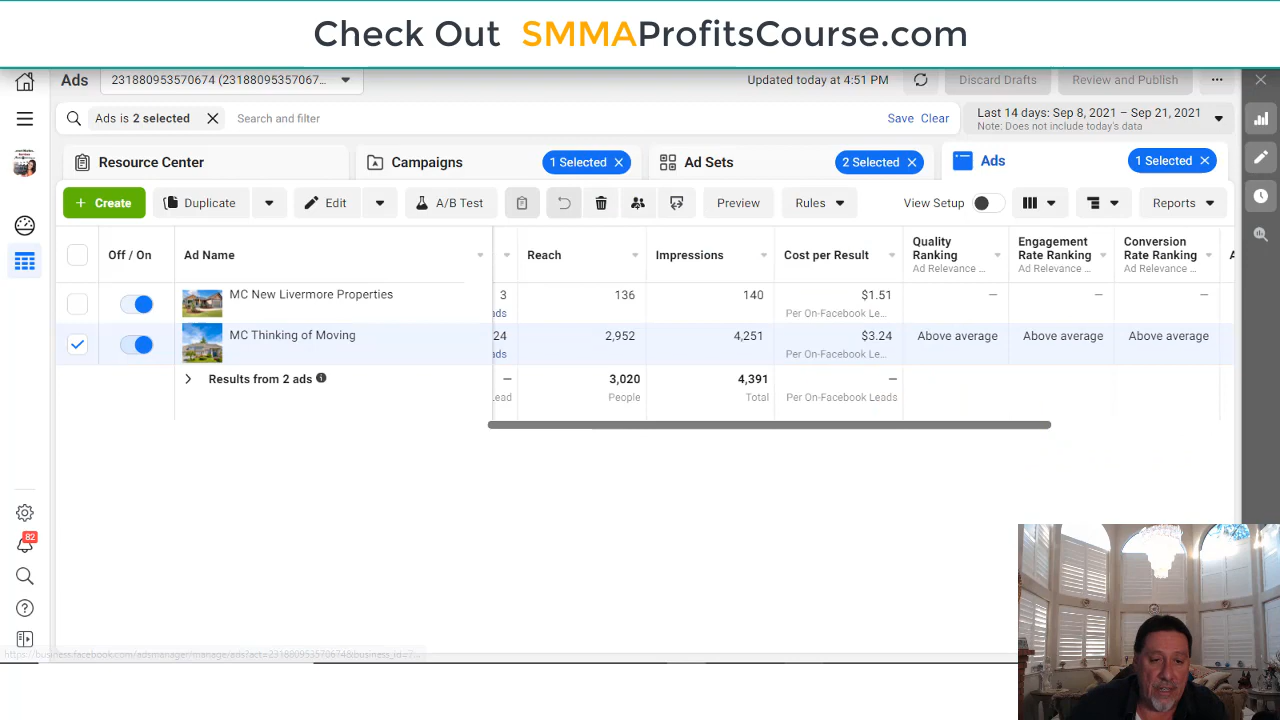 Check Out SMMAProfitsCourse.com
Ads
231880953570674 (23188095357067...
Updated today at 4:51 PM
Discard Drafts
Review and Publish
Ads is 2 selected
Search and filter
Save Clear
Last 14 days: Sep 8, 2021 – Sep 21, 2021
Note: Does not include today's data
Resource Center
Campaigns
1 Selected
Ad Sets
2 Selected
Ads
1 Selected
+ Create
Duplicate
Edit
A/B Test
Preview
Rules
View Setup
Reports
Off / On
Ad Name
Reach
Impressions
Cost per Result
Quality
Ranking
Ad Relevance ...
Engagement
Rate Ranking
Ad Relevance ...
Conversion
Rate Ranking
Ad Relevance ...
A
MC New Livermore Properties
3
ads
136
140
$1.51
Per On-Facebook Le...
—
—
—
MC Thinking of Moving
24
ads
2,952
4,251
$3.24
Per On-Facebook Le...
Above average
Above average
Above average
Results from 2 ads
—
Lead
3,020
People
4,391
Total
—
Per On-Facebook Leads
82